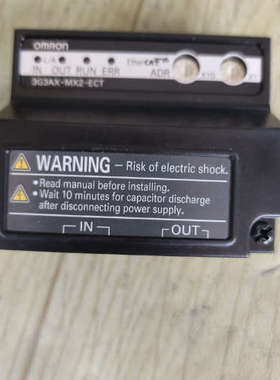 OMRON
L/A
IN OUT RUN ERR
EtherCAT
ADR
x10
3G3AX-MX2-ECT
WARNING – Risk of electric shock.
• Read manual before installing.
• Wait 10 minutes for capacitor discharge
after disconnecting power supply.
IN OUT